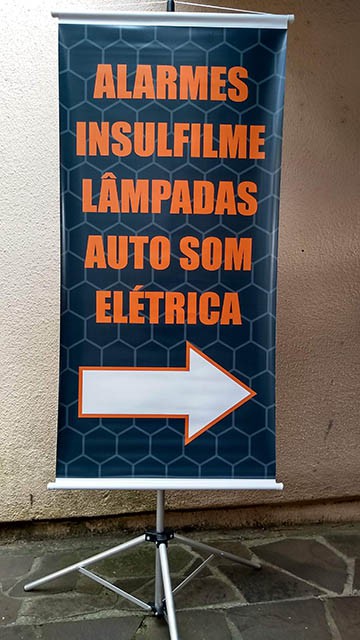 ALARMES
INSULFILME
LÂMPADAS
AUTO SOM
ELÉTRICA